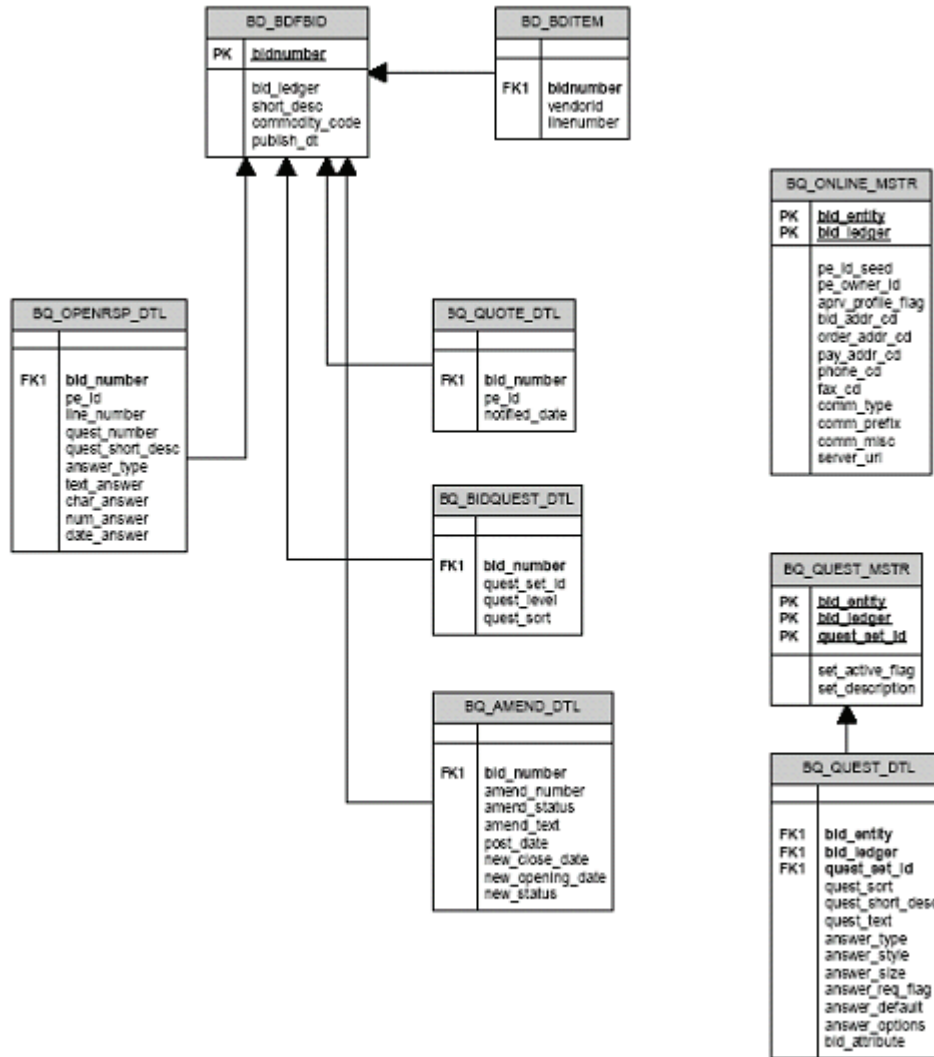 BD_BDFBID
PK bidnumber
bid_ledger
short_desc
commodity_code
publish_dt
BD_BDITEM
FK1 bidnumber
vendorid
linenumber
BQ_ONLINE_MSTR
PK bid_entity
PK bid_ledger
pe_id_seed
pe_owner_id
aprv_profile_flag
bid_addr_cd
order_addr_cd
pay_addr_cd
phone_cd
fax_cd
comm_type
comm_prefix
comm_misc
server_url
BQ_OPENRSP_DTL
FK1 bid_number
pe_id
line_number
quest_number
quest_short_desc
answer_type
text_answer
char_answer
num_answer
date_answer
BQ_QUOTE_DTL
FK1 bid_number
pe_id
notified_date
BQ_BIDQUEST_DTL
FK1 bid_number
quest_set_id
quest_level
quest_sort
BQ_QUEST_MSTR
PK bid_entity
PK bid_ledger
PK quest_set_id
set_active_flag
set_description
BQ_AMEND_DTL
FK1 bid_number
amend_number
amend_status
amend_text
post_date
new_close_date
new_opening_date
new_status
BQ_QUEST_DTL
FK1 bid_entity
FK1 bid_ledger
FK1 quest_set_id
quest_sort
quest_short_desc
quest_text
answer_type
answer_style
answer_size
answer_req_flag
answer_default
answer_options
bid_attribute